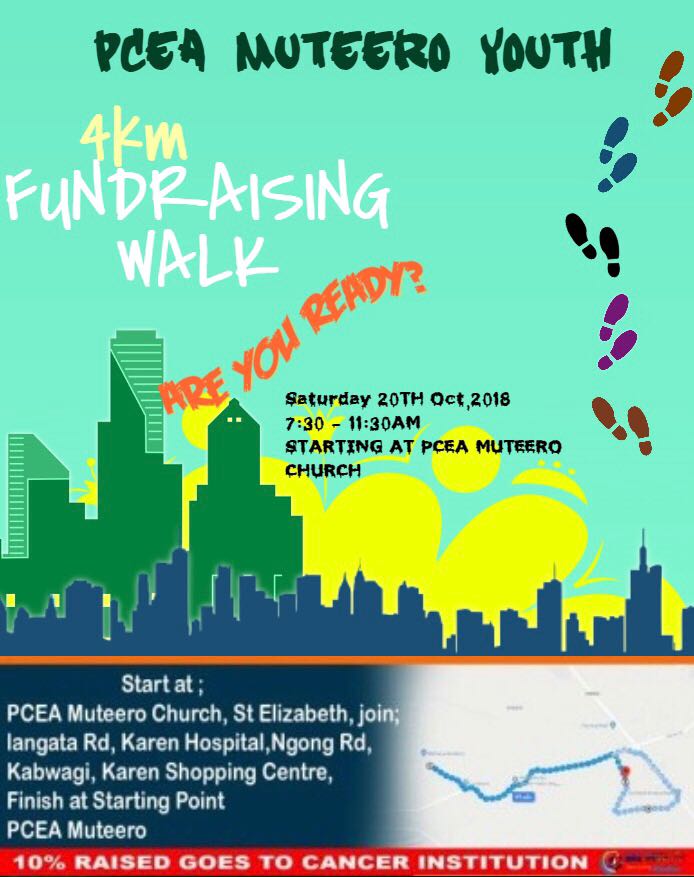 PCEA MUTEERO YOUTH
4Km
FUNDRAISING
WALK
ARE YOU READY?
Saturday 20TH Oct,2018
7:30 - 11:30AM
STARTING AT PCEA MUTEERO
CHURCH
Start at ;
PCEA Muteero Church, St Elizabeth, join;
langata Rd, Karen Hospital,Ngong Rd,
Kabwagi, Karen Shopping Centre,
Finish at Starting Point
PCEA Muteero
10% RAISED GOES TO CANCER INSTITUTION